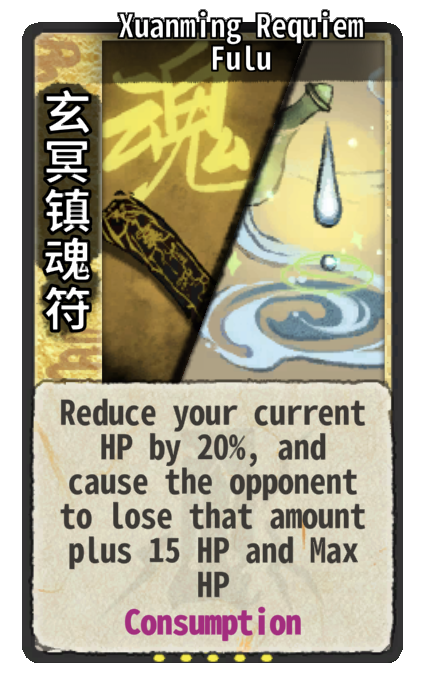 Xuanming Requiem
Fulu
玄冥镇魂符
魂
Reduce your current
HP by 20%, and
cause the opponent
to lose that amount
plus 15 HP and Max
HP
Consumption